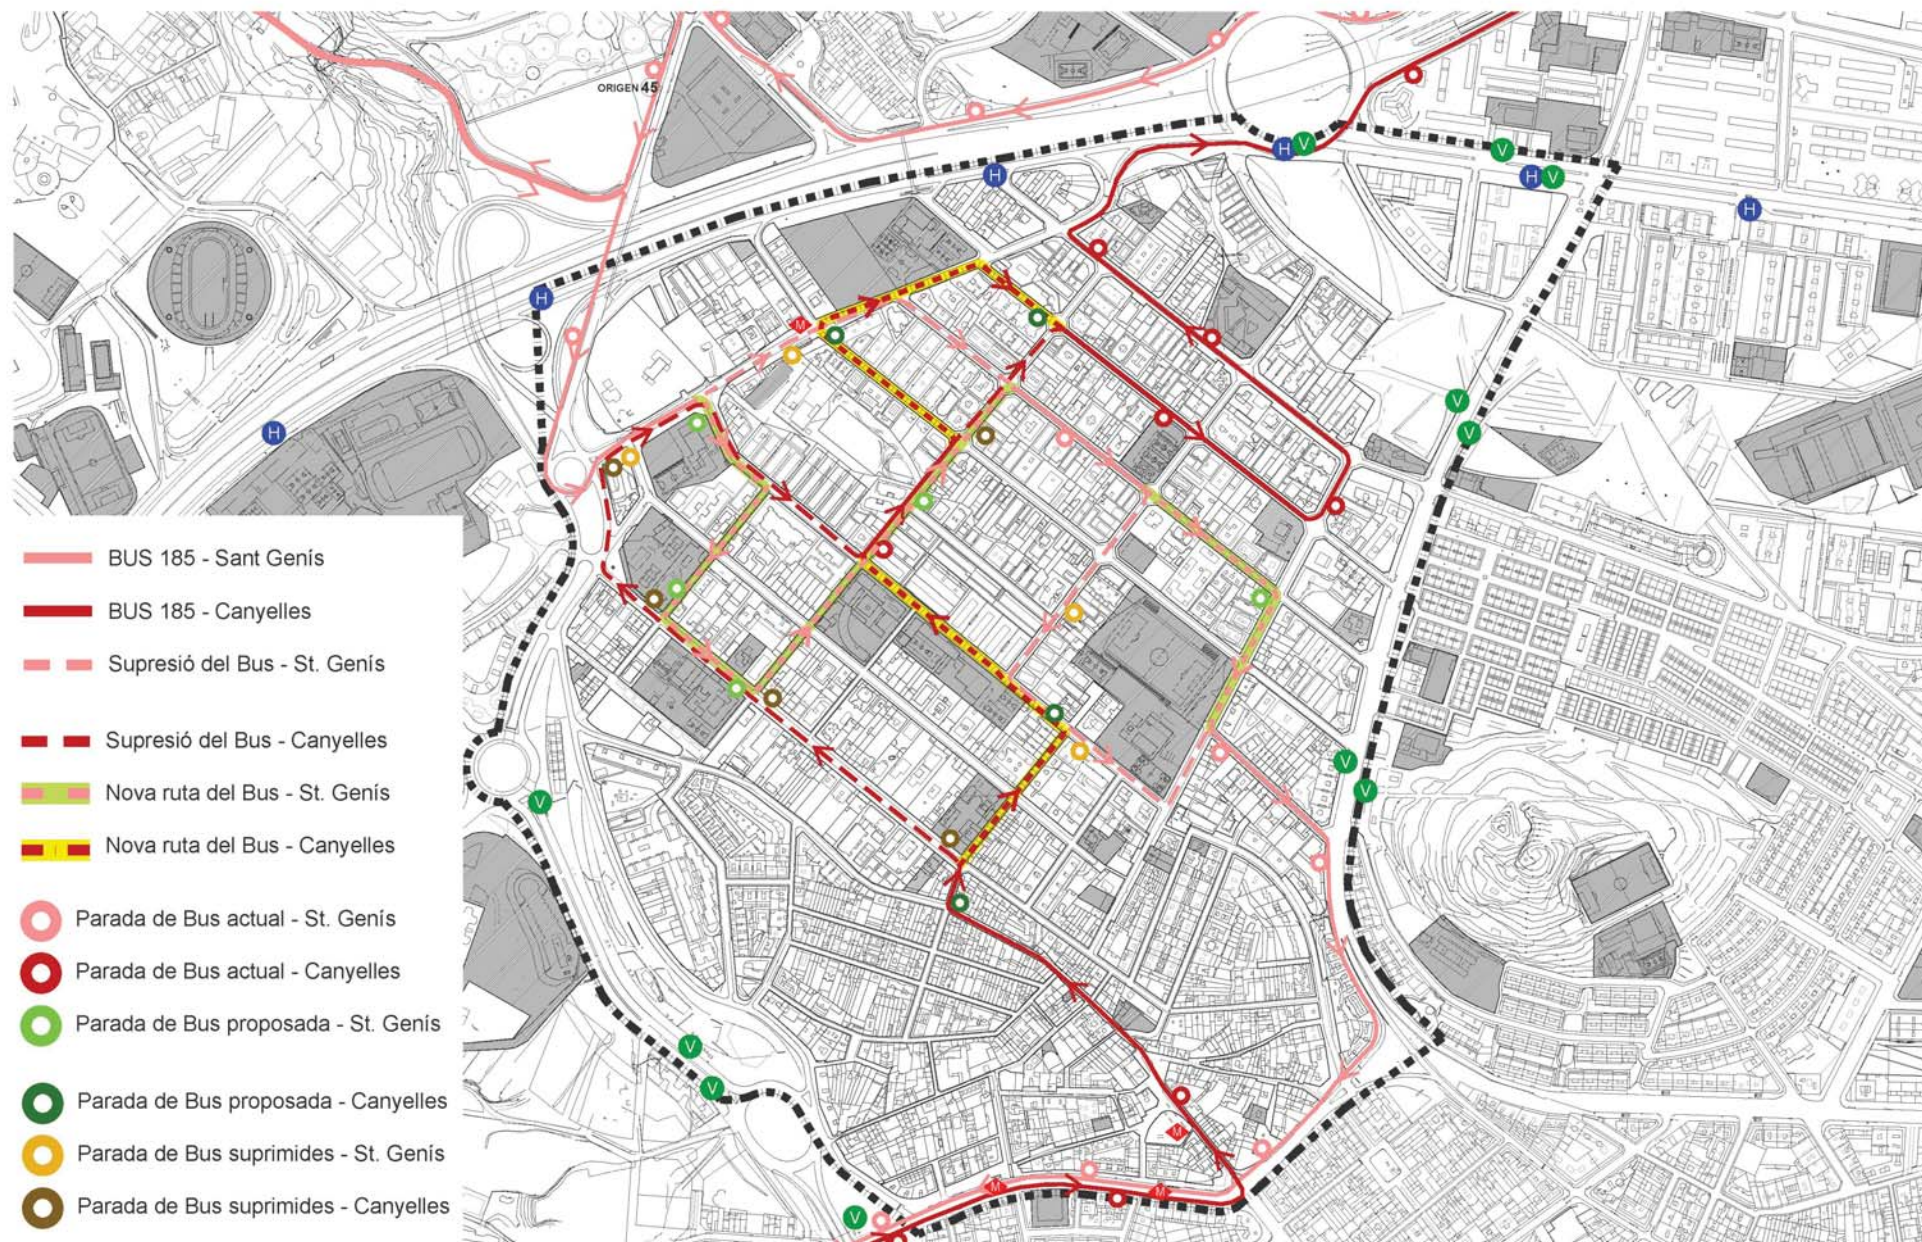 ORIGEN 45
H
V
V
H
H
V
H
H
M
H
V
V
V
V
V
V
V
M
M
M
V
BUS 185 - Sant Genís
BUS 185 - Canyelles
Supresió del Bus - St. Genís
Supresió del Bus - Canyelles
Nova ruta del Bus - St. Genís
Nova ruta del Bus - Canyelles
Parada de Bus actual - St. Genís
Parada de Bus actual - Canyelles
Parada de Bus proposada - St. Genís
Parada de Bus proposada - Canyelles
Parada de Bus suprimides - St. Genís
Parada de Bus suprimides - Canyelles